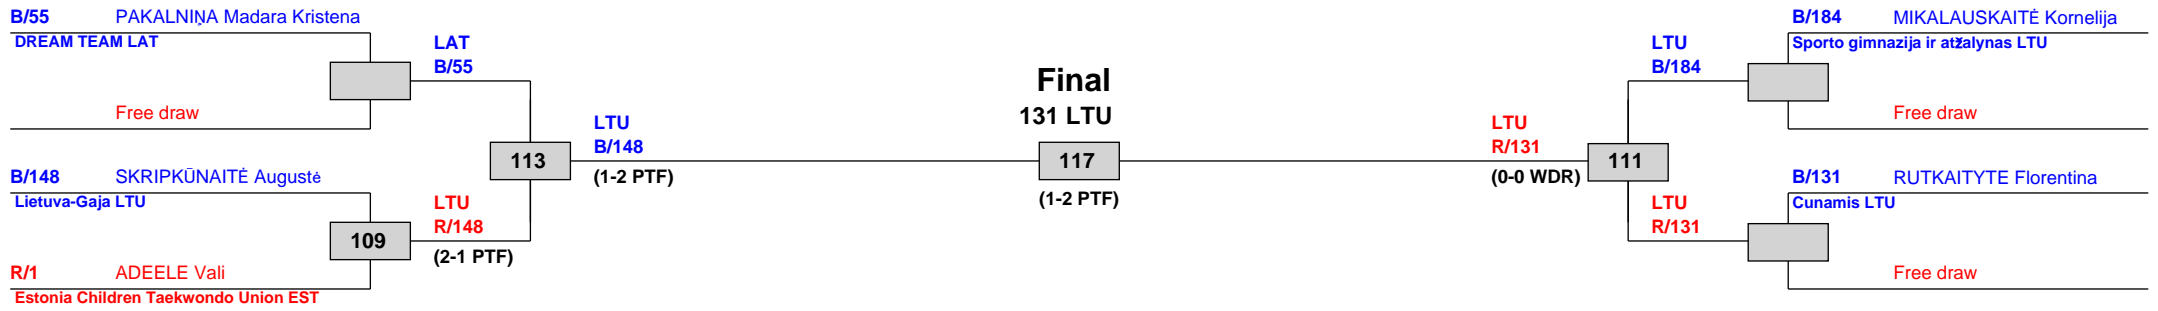 B/55 PAKALNIŅA Madara Kristena
DREAM TEAM LAT
Free draw
B/148 SKRIPKŪNAITĖ Augustė
Lietuva-Gaja LTU
R/1 ADEELE Vali
Estonia Children Taekwondo Union EST
LAT
B/55
109
LTU
R/148
(2-1 PTF)
113
LTU
B/148
(1-2 PTF)
Final
131 LTU
117
(1-2 PTF)
LTU
R/131
(0-0 WDR)
111
LTU
B/184
LTU
R/131
B/184 MIKALAUSKAITĖ Kornelija
Sporto gimnazija ir atžalynas LTU
Free draw
B/131 RUTKAITYTE Florentina
Cunamis LTU
Free draw